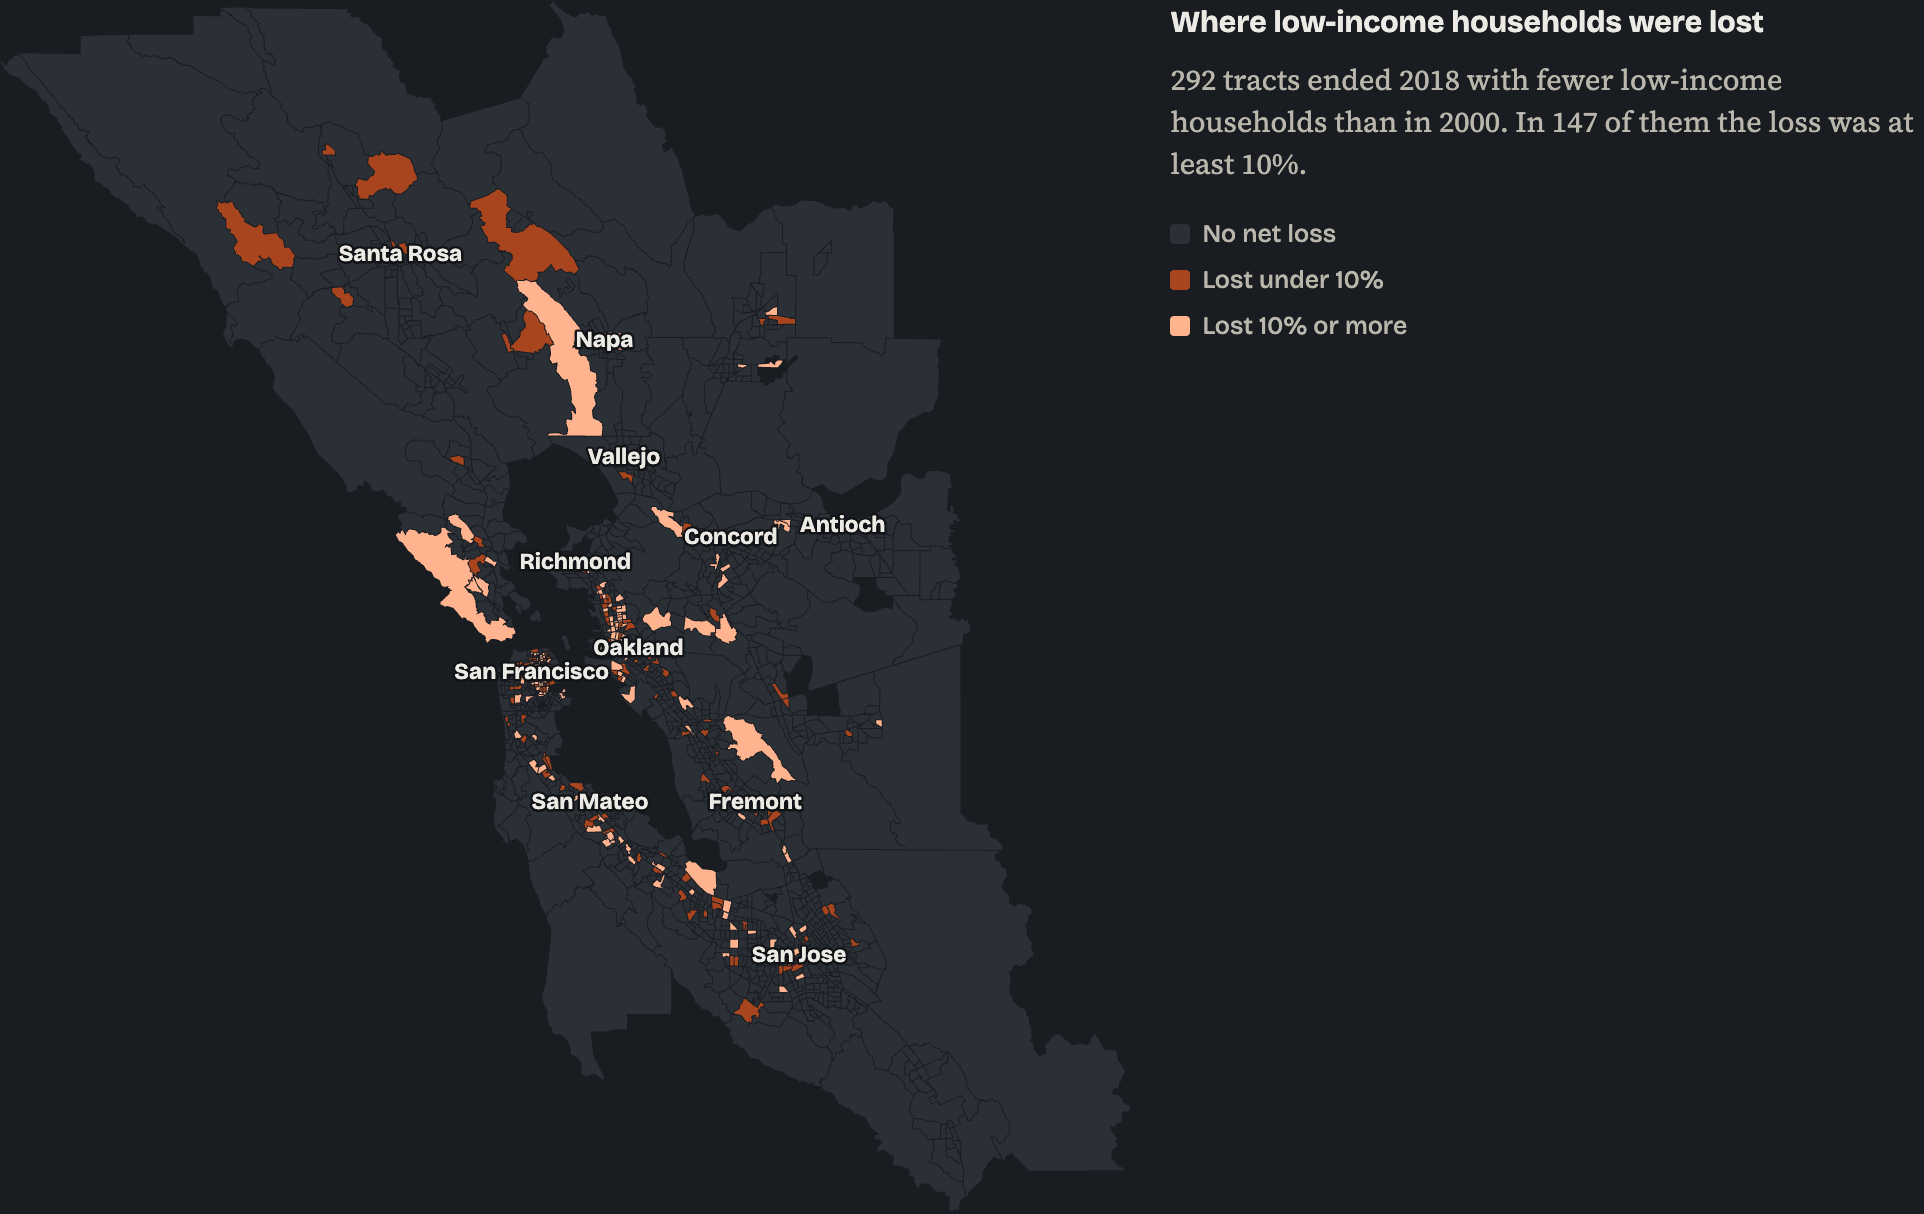 Where low-income households were lost
292 tracts ended 2018 with fewer low-income
households than in 2000. In 147 of them the loss was at
least 10%.
No net loss
Lost under 10%
Lost 10% or more
Santa Rosa
Napa
Vallejo
Antioch
Concord
Richmond
Oakland
San Francisco
San Mateo
Fremont
San Jose